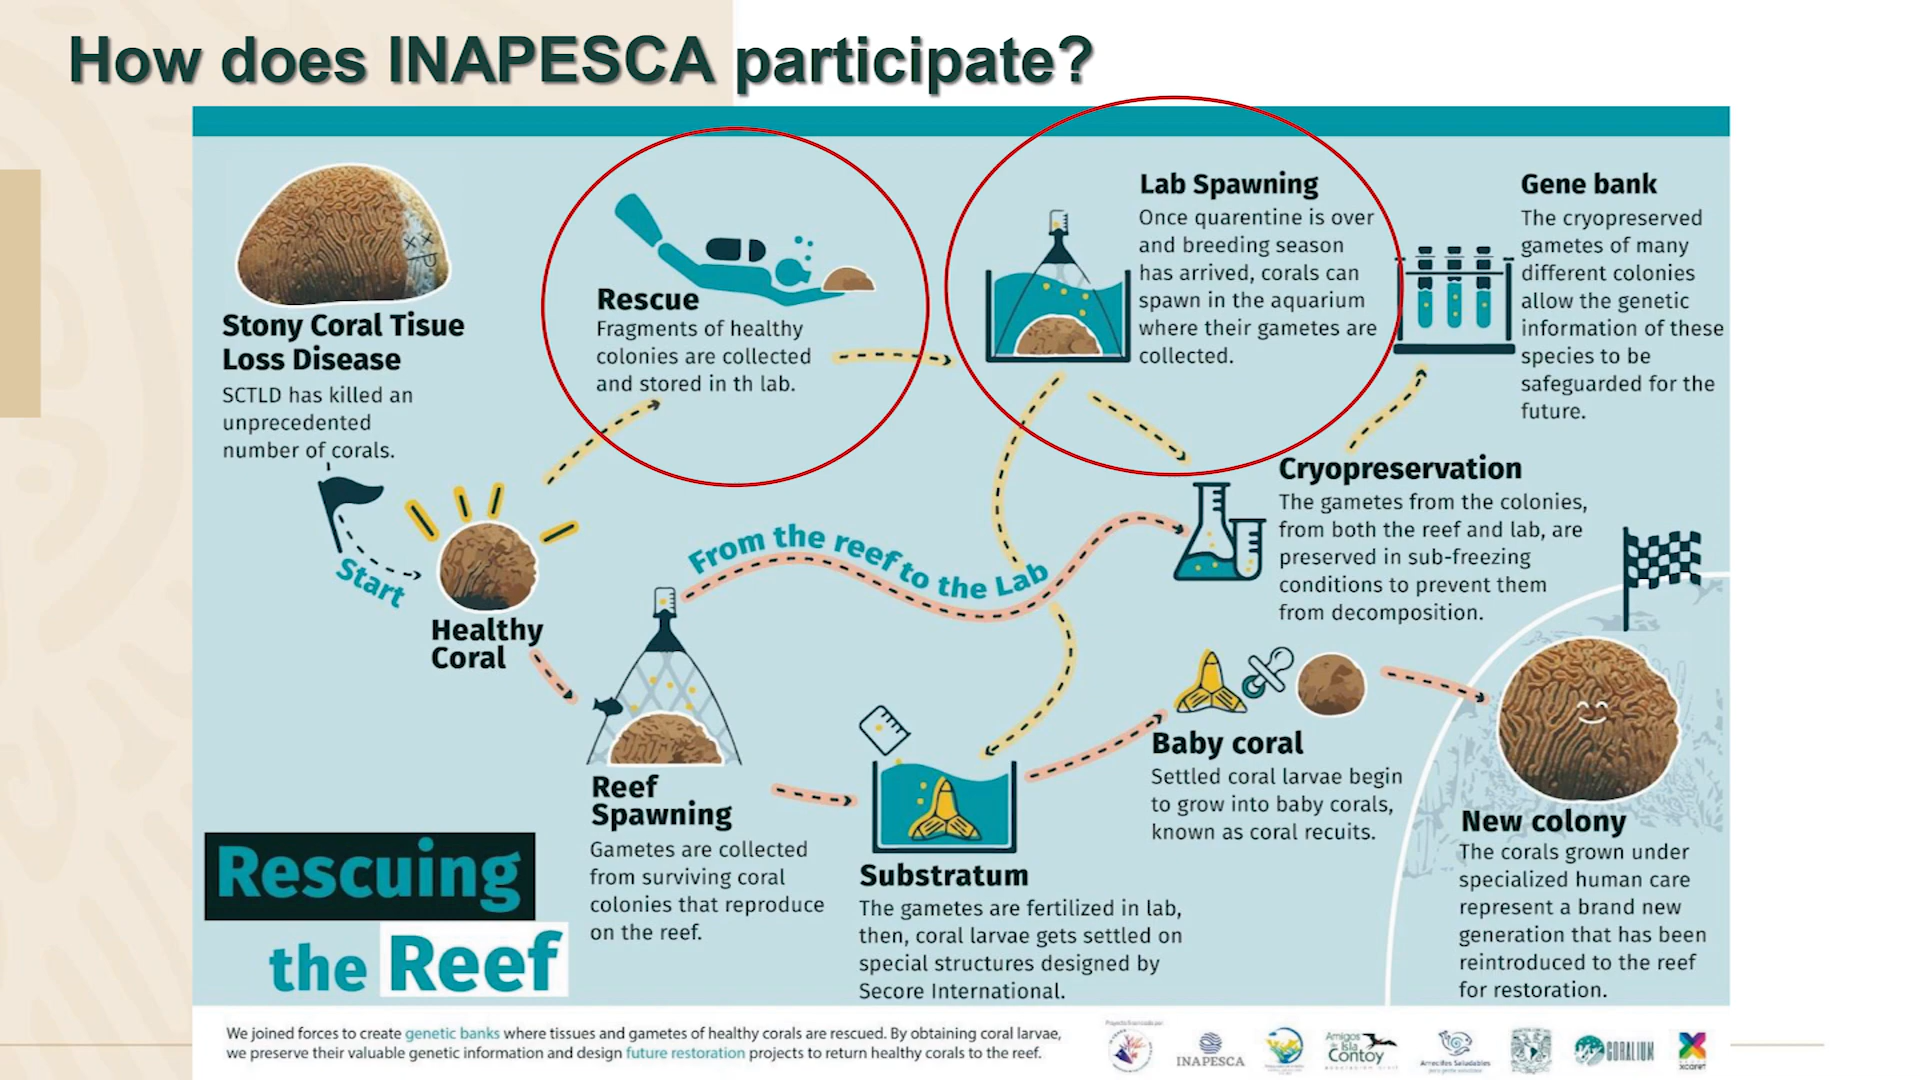 How does INAPESCA participate?
Stony Coral Tisue
Loss Disease
SCTLD has killed an
unprecedented
number of corals.
Start
Healthy
Coral
Rescue
Fragments of healthy
colonies are collected
and stored in th lab.
Lab Spawning
Once quarentine is over
and breeding season
has arrived, corals can
spawn in the aquarium
where their gametes are
collected.
Gene bank
The cryopreserved
gametes of many
different colonies
allow the genetic
information of these
species to be
safeguarded for the
future.
Cryopreservation
The gametes from the colonies,
from both the reef and lab, are
preserved in sub-freezing
conditions to prevent them
from decomposition.
From the reef to the Lab
Reef
Spawning
Gametes are collected
from surviving coral
colonies that reproduce
on the reef.
Substratum
The gametes are fertilized in lab,
then, coral larvae gets settled on
special structures designed by
Secore International.
Baby coral
Settled coral larvae begin
to grow into baby corals,
known as coral recuits.
New colony
The corals grown under
specialized human care
represent a brand new
generation that has been
reintroduced to the reef
for restoration.
Rescuing
the Reef
We joined forces to create genetic banks where tissues and gametes of healthy corals are rescued. By obtaining coral larvae,
we preserve their valuable genetic information and design future restoration projects to return healthy corals to the reef.
INAPESCA
Amigos
de Isla
Contoy
Arrecifes Saludables
CORALIUM
xcaret